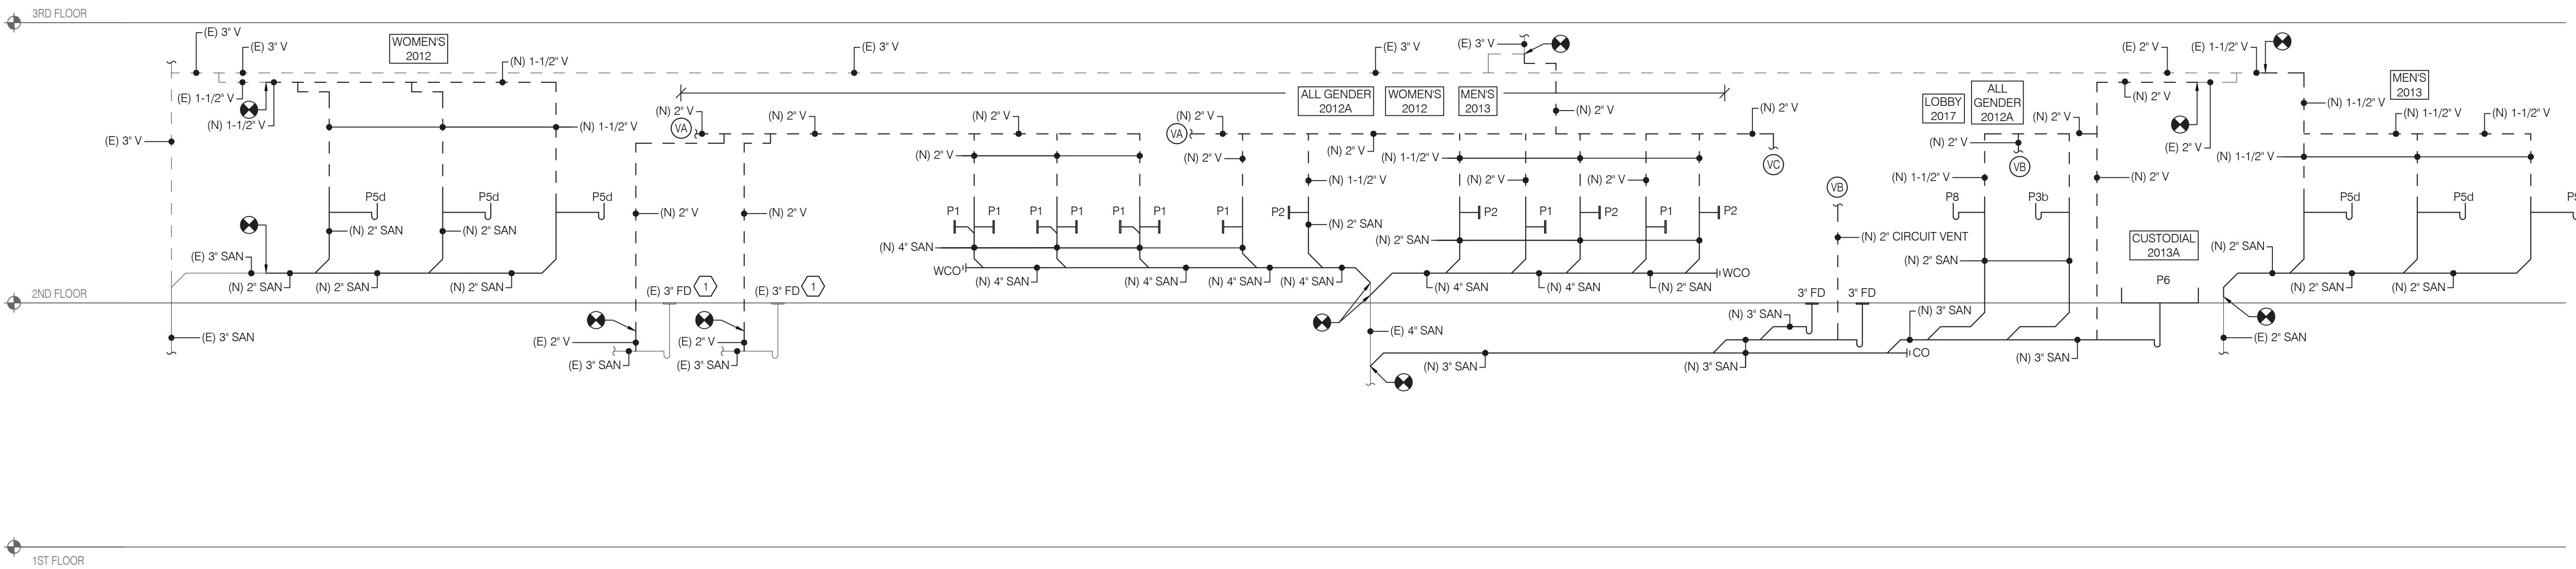 3RD FLOOR
(E) 3" V
(E) 3" V
WOMEN'S
2012
(N) 1-1/2" V
(E) 3" V
(E) 3" V
(E) 3" V
(E) 2" V
(E) 1-1/2" V
(E) 1-1/2" V
(N) 1-1/2" V
(N) 1-1/2" V
(E) 3" V
(N) 2" V
VA
(N) 2" V
(N) 2" V
(N) 2" V
VA
ALL GENDER
2012A
WOMEN'S
2012
MEN'S
2013
(N) 2" V
(N) 2" V
(N) 2" V
VC
LOBBY
2017
ALL
GENDER
2012A
(N) 2" V
(N) 2" V
(E) 2" V
MEN'S
2013
(N) 1-1/2" V
(N) 1-1/2" V
(N) 1-1/2" V
(N) 2" V
(N) 2" V
(N) 1-1/2" V
(N) 2" V
VB
(N) 1-1/2" V
(N) 1-1/2" V
(N) 2" V
(N) 2" V
VB
(N) 1-1/2" V
(N) 2" V
P5d
P5d
P5d
(N) 2" V
(N) 2" V
P1
P1
P1
P1
P1
P1
P1
P2
P2
P1
P2
P1
P2
P8
P3b
P5d
P5d
(N) 2" SAN
(N) 2" SAN
(N) 2" SAN
(N) 4" SAN
(N) 2" SAN
(N) 2" CIRCUIT VENT
CUSTODIAL
2013A
(N) 2" SAN
(E) 3" SAN
WCO
WCO
(N) 2" SAN
P6
(N) 2" SAN
(N) 2" SAN
(N) 2" SAN
(N) 4" SAN
(N) 4" SAN
(N) 4" SAN
(N) 4" SAN
(N) 4" SAN
(N) 4" SAN
(N) 2" SAN
(N) 2" SAN
(N) 2" SAN
2ND FLOOR
(E) 3" FD
1
(E) 3" FD
1
3" FD
3" FD
(N) 3" SAN
(N) 3" SAN
(E) 3" SAN
(E) 2" V
(E) 2" V
(E) 4" SAN
(E) 2" SAN
(E) 3" SAN
(E) 3" SAN
(N) 3" SAN
(N) 3" SAN
CO
(N) 3" SAN
1ST FLOOR